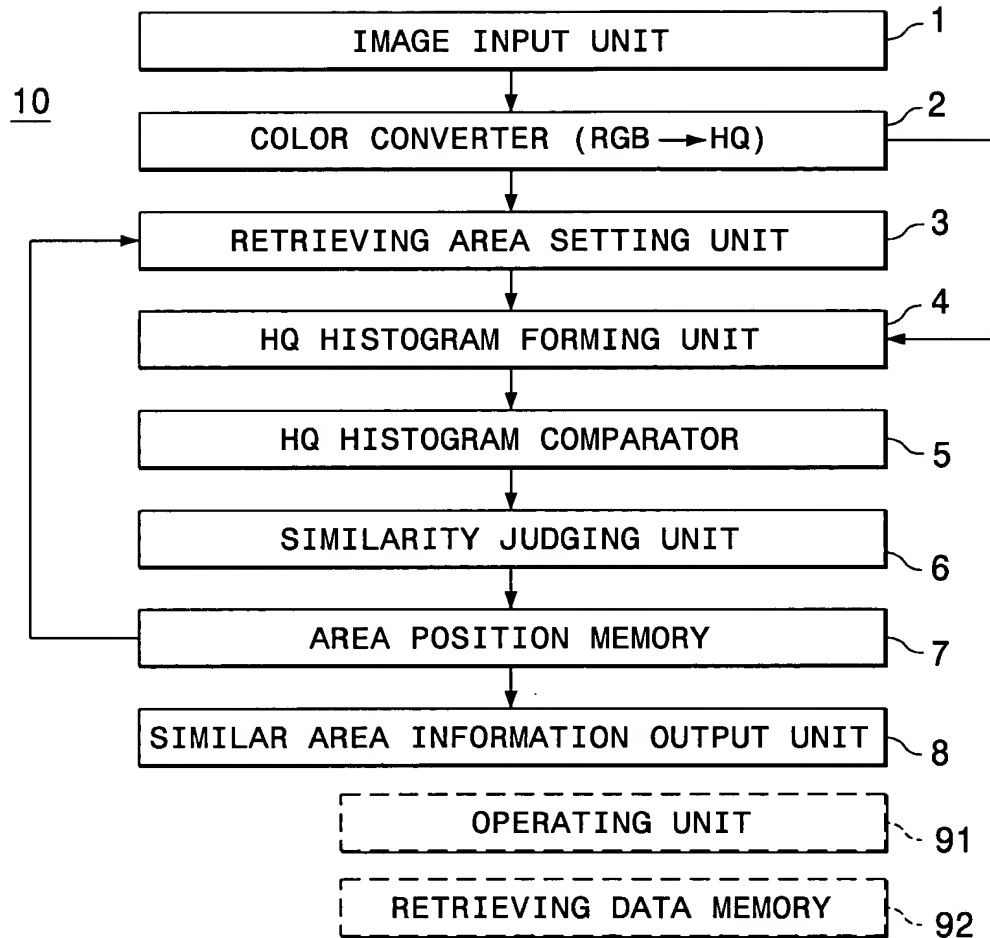 IMAGE INPUT UNIT
1
10
COLOR CONVERTER (RGB → HQ)
2
RETRIEVING AREA SETTING UNIT
3
HQ HISTOGRAM FORMING UNIT
4
HQ HISTOGRAM COMPARATOR
5
SIMILARITY JUDGING UNIT
6
AREA POSITION MEMORY
7
SIMILAR AREA INFORMATION OUTPUT UNIT
8
OPERATING UNIT
91
RETRIEVING DATA MEMORY
92